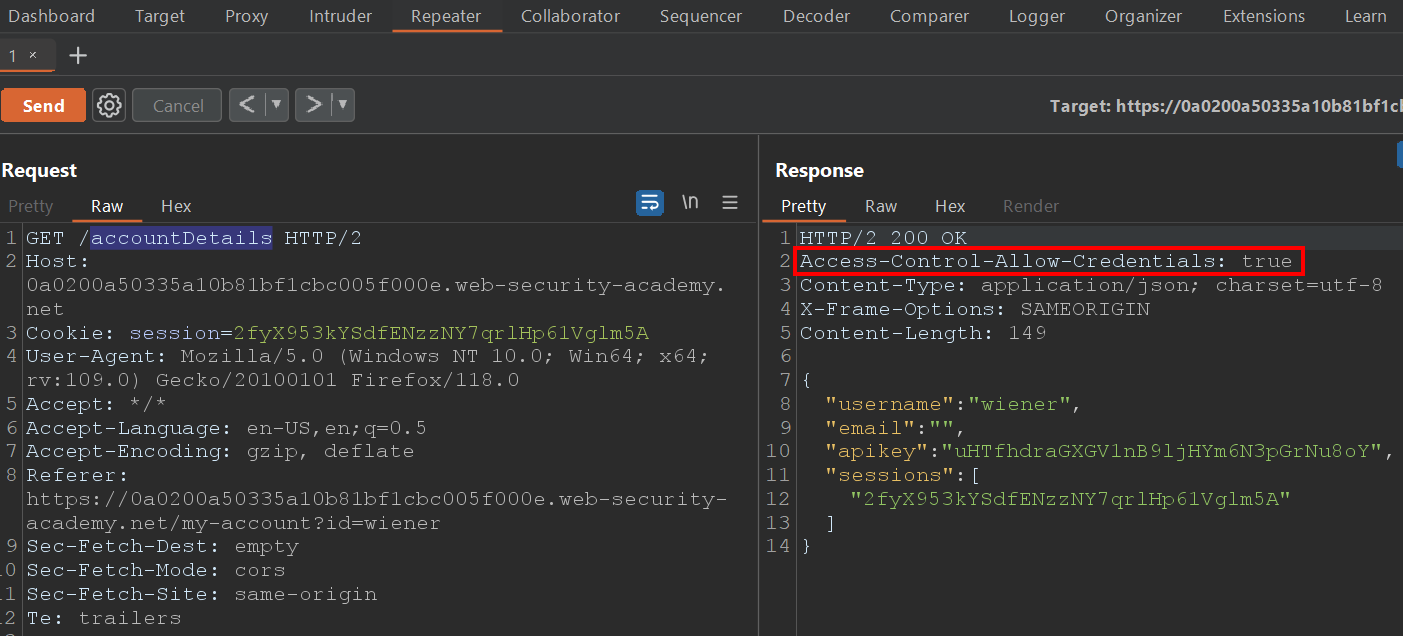 Dashboard Target Proxy Intruder Repeater Collaborator Sequencer Decoder Comparer Logger Organizer Extensions Learn
1 × +
Send Cancel < ▼ > ▼ Target: https://0a0200a50335a10b81bf1c
Request
Pretty Raw Hex \n
1 GET /accountDetails HTTP/2
2 Host:
0a0200a50335a10b81bf1cbc005f000e.web-security-academy.
net
3 Cookie: session=2fyX953kYSdfENzzNY7qrlHp61Vglm5A
4 User-Agent: Mozilla/5.0 (Windows NT 10.0; Win64; x64;
rv:109.0) Gecko/20100101 Firefox/118.0
5 Accept: */*
6 Accept-Language: en-US,en;q=0.5
7 Accept-Encoding: gzip, deflate
8 Referer:
https://0a0200a50335a10b81bf1cbc005f000e.web-security-
academy.net/my-account?id=wiener
9 Sec-Fetch-Dest: empty
10 Sec-Fetch-Mode: cors
11 Sec-Fetch-Site: same-origin
12 Te: trailers
Response
Pretty Raw Hex Render
1 HTTP/2 200 OK
2 Access-Control-Allow-Credentials: true
3 Content-Type: application/json; charset=utf-8
4 X-Frame-Options: SAMEORIGIN
5 Content-Length: 149
6
7 {
8 "username":"wiener",
9 "email":"",
10 "apikey":"uHTfhdraGXGV1nB9ljHYm6N3pGrNu8oY",
11 "sessions":[
12 "2fyX953kYSdfENzzNY7qrlHp61Vglm5A"
13 ]
14 }